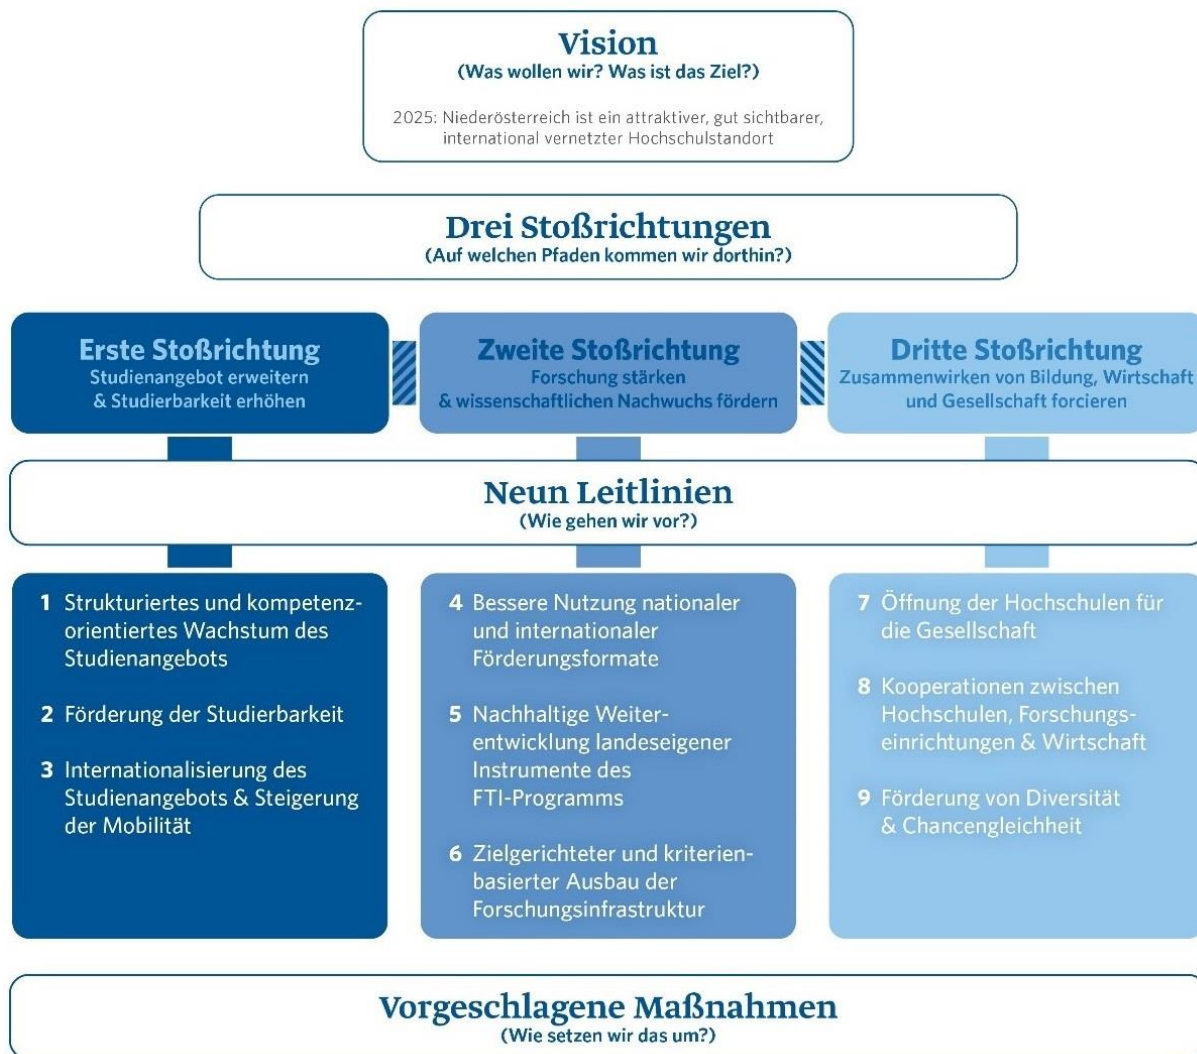 Vision
(Was wollen wir? Was ist das Ziel?)
2025: Niederösterreich ist ein attraktiver, gut sichtbarer,
international vernetzter Hochschulstandort
Drei Stoßrichtungen
(Auf welchen Pfaden kommen wir dorthin?)
Erste Stoßrichtung
Studienangebot erweitern
& Studierbarkeit erhöhen
Zweite Stoßrichtung
Forschung stärken
& wissenschaftlichen Nachwuchs fördern
Dritte Stoßrichtung
Zusammenwirken von Bildung, Wirtschaft
und Gesellschaft forcieren
Neun Leitlinien
(Wie gehen wir vor?)
1 Strukturiertes und kompetenz-
orientiertes Wachstum des
Studienangebots
2 Förderung der Studierbarkeit
3 Internationalisierung des
Studienangebots & Steigerung
der Mobilität
4 Bessere Nutzung nationaler
und internationaler
Förderungsformate
5 Nachhaltige Weiter-
entwicklung landeseigener
Instrumente des
FTI-Programms
6 Zielgerichteter und kriterien-
basierter Ausbau der
Forschungsinfrastruktur
7 Öffnung der Hochschulen für
die Gesellschaft
8 Kooperationen zwischen
Hochschulen, Forschungs-
einrichtungen & Wirtschaft
9 Förderung von Diversität
& Chancengleichheit
Vorgeschlagene Maßnahmen
(Wie setzen wir das um?)